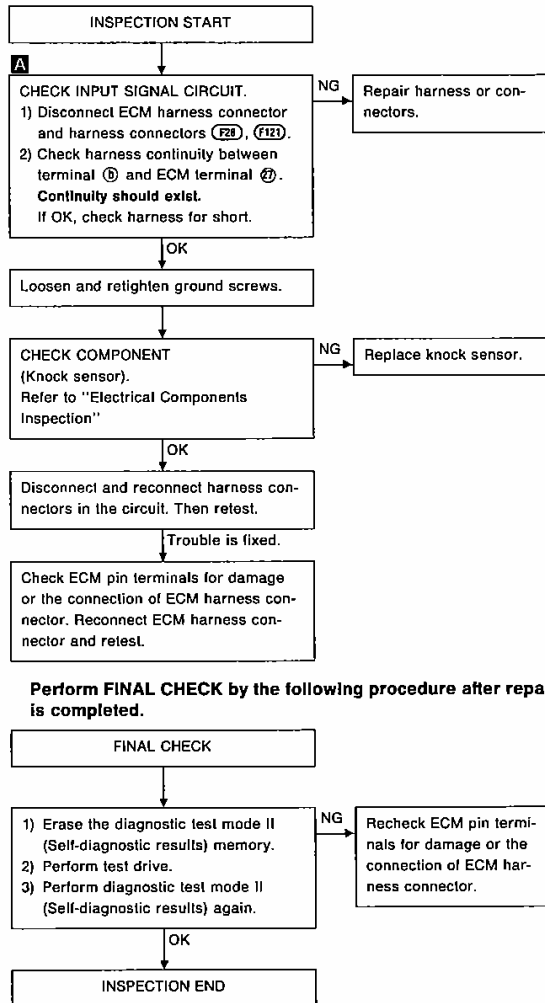 INSPECTION START
A
CHECK INPUT SIGNAL CIRCUIT.
1) Disconnect ECM harness connector
and harness connectors (F28), (F121).
2) Check harness continuity between
terminal ⓑ and ECM terminal ㉗.
Continuity should exist.
If OK, check harness for short.
NG
Repair harness or con-
nectors.
OK
Loosen and retighten ground screws.
CHECK COMPONENT
(Knock sensor).
Refer to "Electrical Components
Inspection"
NG
Replace knock sensor.
OK
Disconnect and reconnect harness con-
nectors in the circuit. Then retest.
Trouble is fixed.
Check ECM pin terminals for damage
or the connection of ECM harness con-
nector. Reconnect ECM harness con-
nector and retest.
Perform FINAL CHECK by the following procedure after repa
is completed.
FINAL CHECK
1) Erase the diagnostic test mode II
(Self-diagnostic results) memory.
2) Perform test drive.
3) Perform diagnostic test mode II
(Self-diagnostic results) again.
NG
Recheck ECM pin termi-
nals for damage or the
connection of ECM har-
ness connector.
OK
INSPECTION END